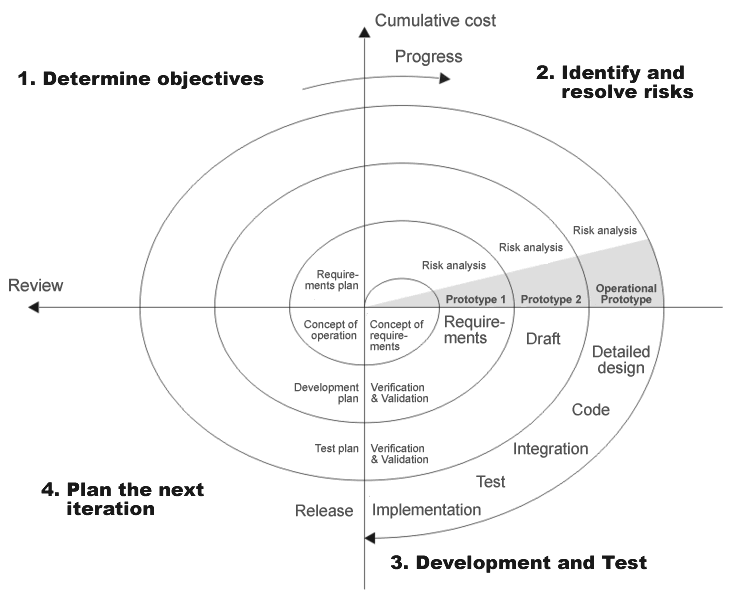 Cumulative cost
Progress
1. Determine objectives
2. Identify and
resolve risks
Risk analysis
Risk analysis
Risk analysis
Require-
ments plan
Review
Prototype 1
Prototype 2
Operational
Prototype
Concept of
operation
Concept of
require-
ments
Require-
ments
Draft
Detailed
design
Development
plan
Verification
& Validation
Code
Test plan
Verification
& Validation
Integration
Test
4. Plan the next
iteration
Release
Implementation
3. Development and Test